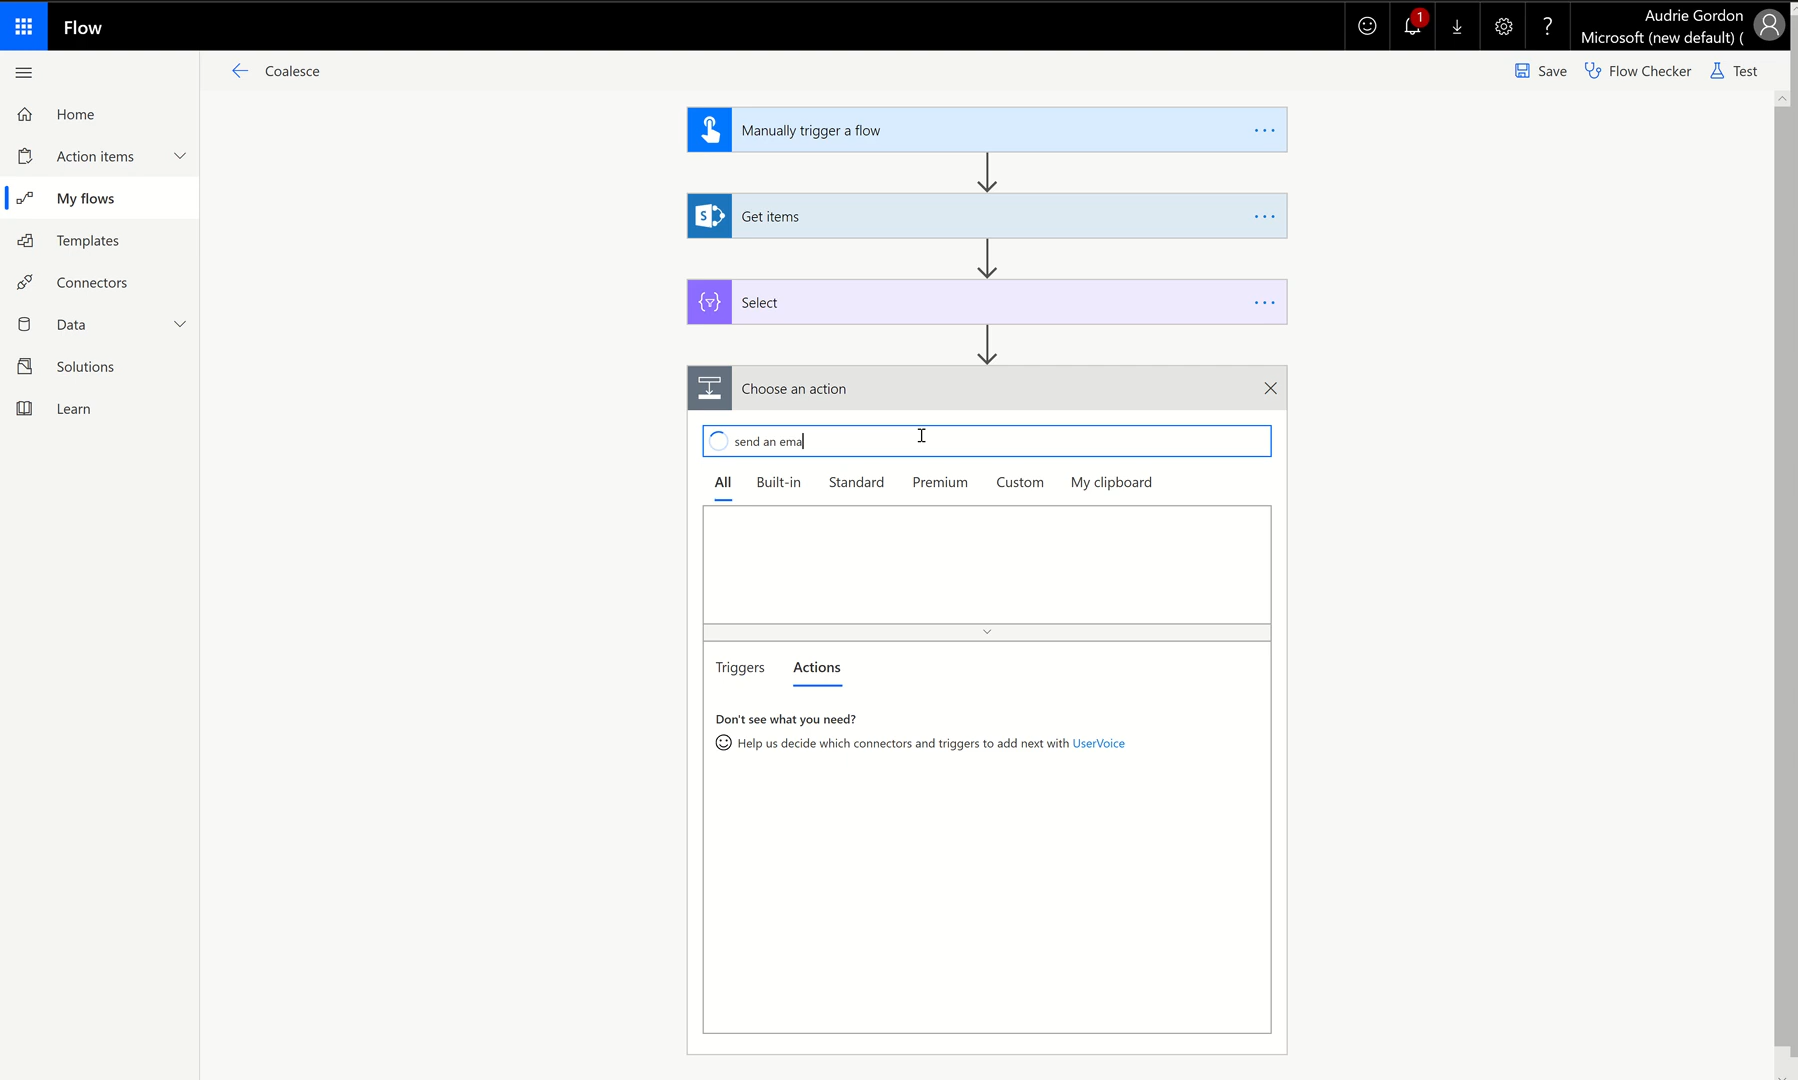 Flow
1
?
Audrie Gordon
Microsoft (new default) (
Coalesce
Save
Flow Checker
Test
Home
Action items
My flows
Templates
Connectors
Data
Solutions
Learn
Manually trigger a flow
S
Get items
Select
Choose an action
send an ema
All
Built-in
Standard
Premium
Custom
My clipboard
Triggers
Actions
Don't see what you need?
Help us decide which connectors and triggers to add next with UserVoice